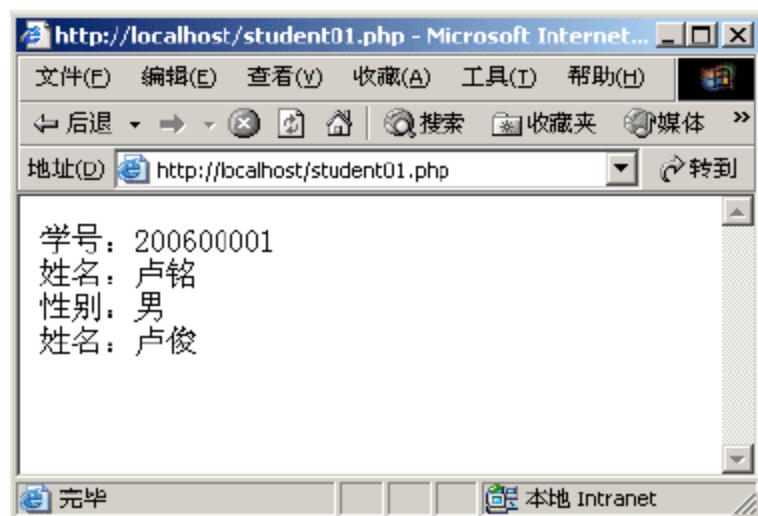 http://localhost/student01.php - Microsoft Internet...
文件(F) 编辑(E) 查看(V) 收藏(A) 工具(T) 帮助(H)
后退 搜索 收藏夹 媒体 »
地址(D) http://localhost/student01.php 转到
学号：200600001
姓名：卢铭
性别：男
姓名：卢俊
完毕 本地 Intranet